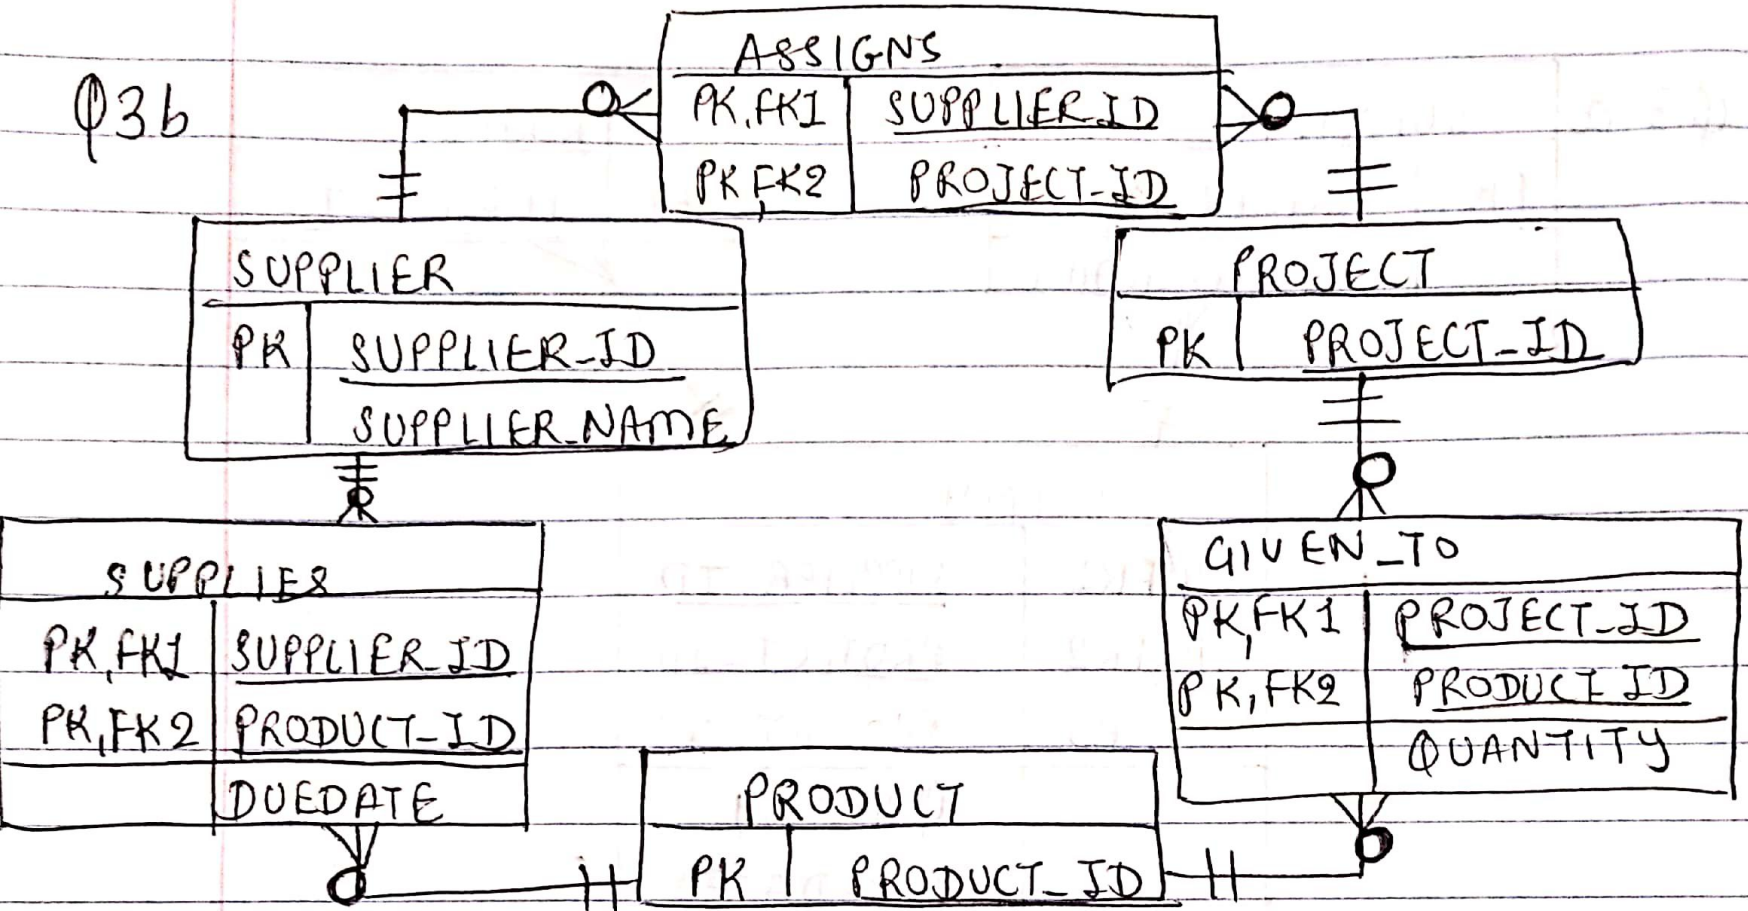 Q3b
ASSIGNS
PK,FK1 SUPPLIER_ID
PK,FK2 PROJECT_ID
SUPPLIER
PK SUPPLIER_ID
SUPPLIER_NAME
PROJECT
PK PROJECT_ID
SUPPLIES
PK,FK1 SUPPLIER_ID
PK,FK2 PRODUCT_ID
DUEDATE
GIVEN_TO
PK,FK1 PROJECT_ID
PK,FK2 PRODUCT_ID
QUANTITY
PRODUCT
PK PRODUCT_ID